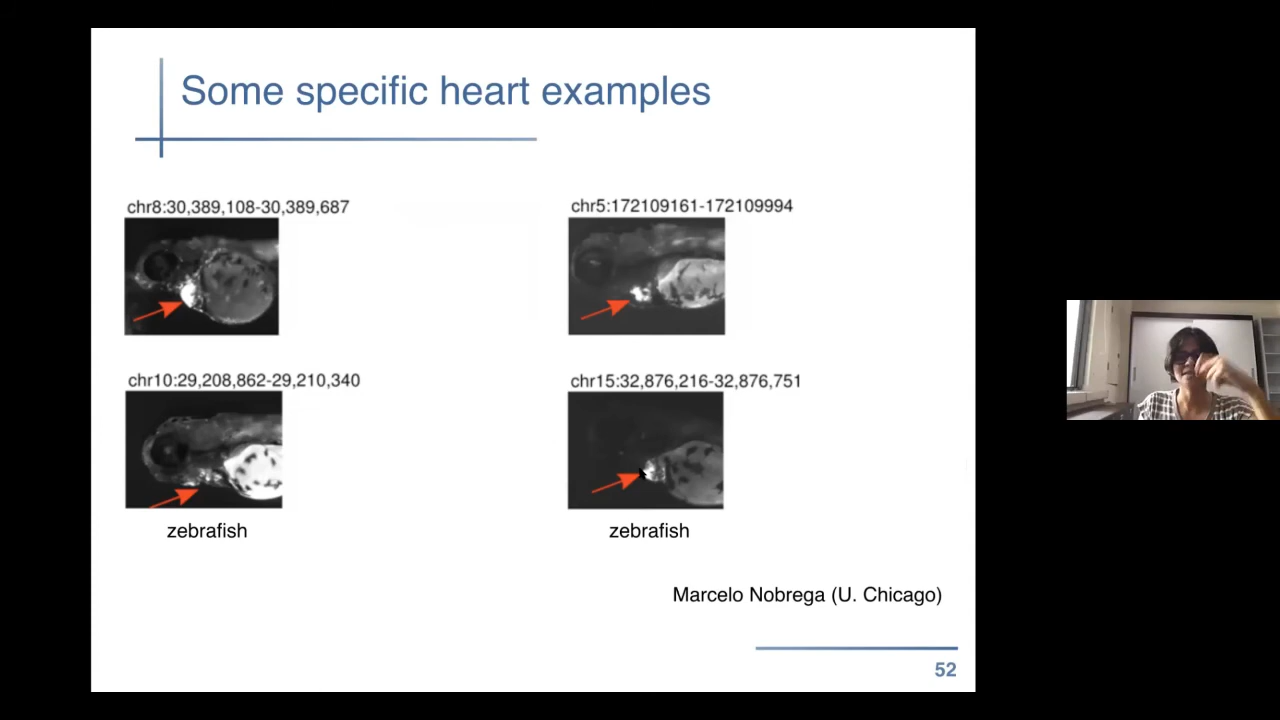 Some specific heart examples
chr8:30,389,108-30,389,687
chr5:172109161-172109994
chr10:29,208,862-29,210,340
chr15:32,876,216-32,876,751
zebrafish
zebrafish
Marcelo Nobrega (U. Chicago)
52